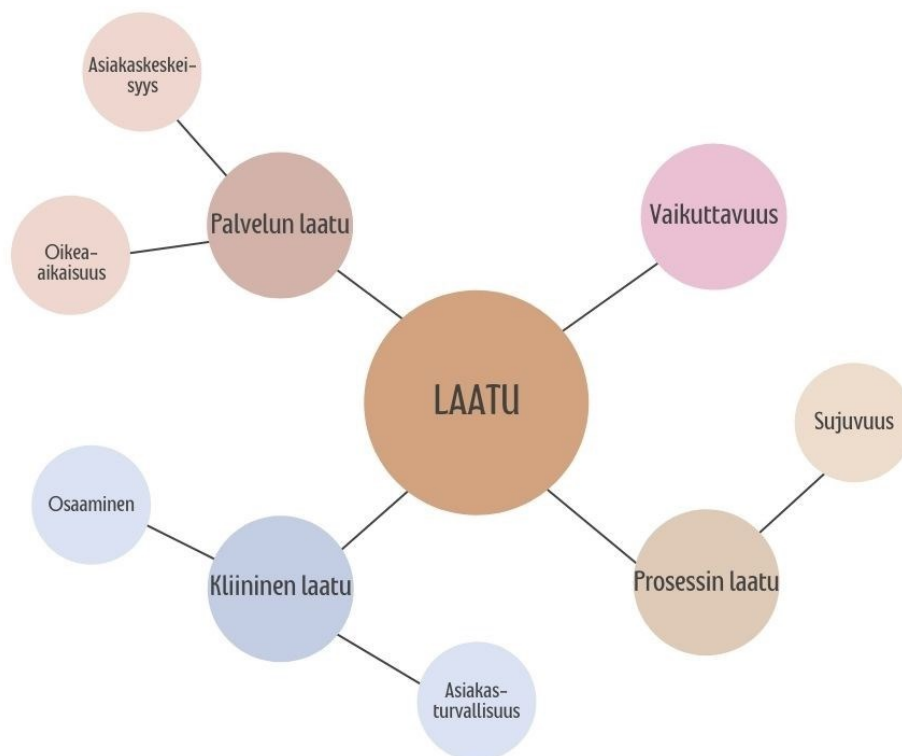 Asiakaskeskei-
syys
Palvelun laatu
Oikea-
aikaisuus
Vaikuttavuus
LAATU
Sujuvuus
Osaaminen
Kliininen laatu
Prosessin laatu
Asiakas-
turvallisuus